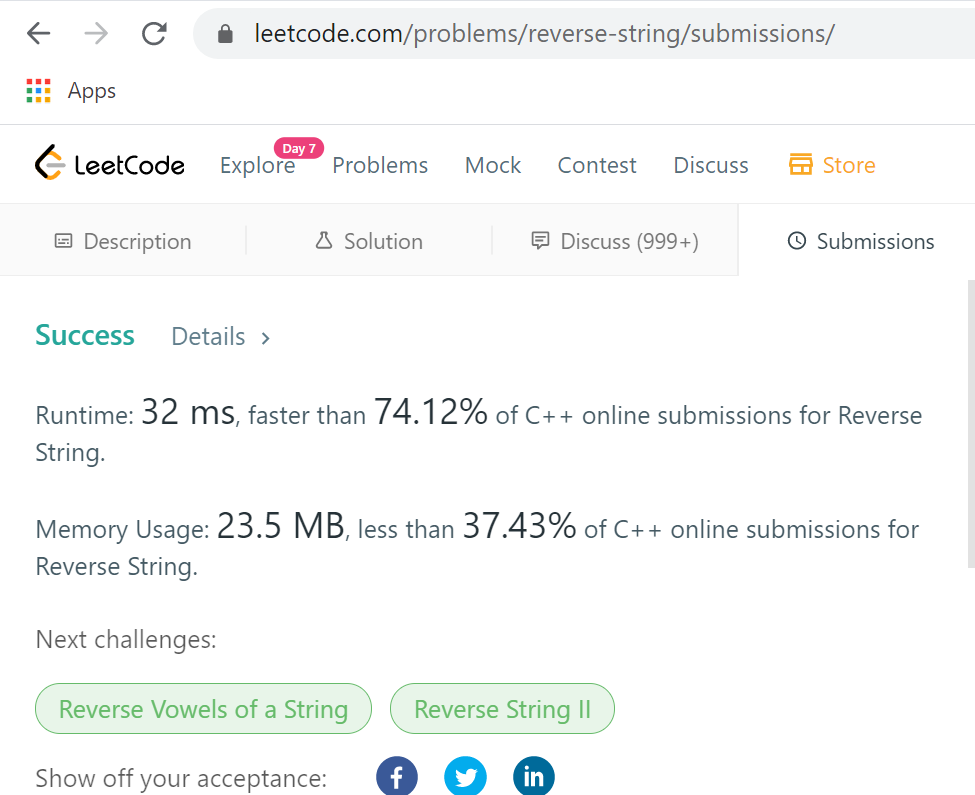 leetcode.com/problems/reverse-string/submissions/
Apps
LeetCode Explore Day 7 Problems Mock Contest Discuss Store
Description Solution Discuss (999+) Submissions
Success Details >
Runtime: 32 ms, faster than 74.12% of C++ online submissions for Reverse
String.
Memory Usage: 23.5 MB, less than 37.43% of C++ online submissions for
Reverse String.
Next challenges:
Reverse Vowels of a String Reverse String II
Show off your acceptance: f in